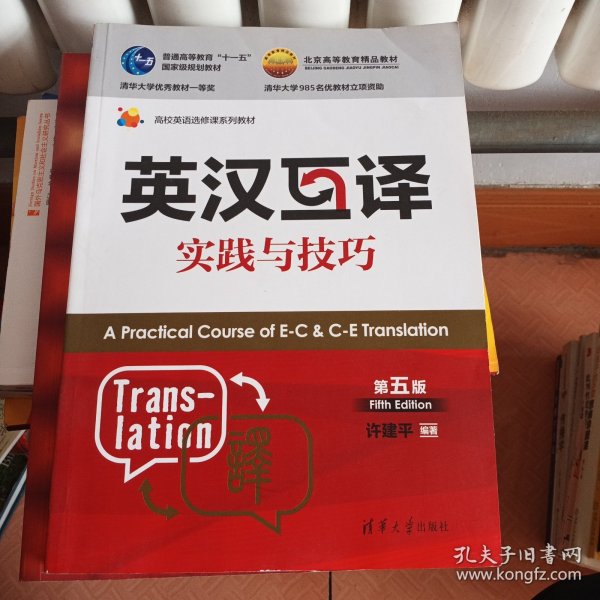 普通高等教育“十一五”
国家级规划教材
十一五
北京高等教育精品教材
BEIJING GAODENG JIAOYU JINGPIN JIAOCAI
清华大学优秀教材一等奖
清华大学985名优教材立项资助
高校英语选修课系列教材
英汉互译
实践与技巧
A Practical Course of E-C & C-E Translation
Trans-
lation
譯
第五版
Fifth Edition
许建平 编著
清华大学出版社
孔夫子旧书网
www.kongfz.com